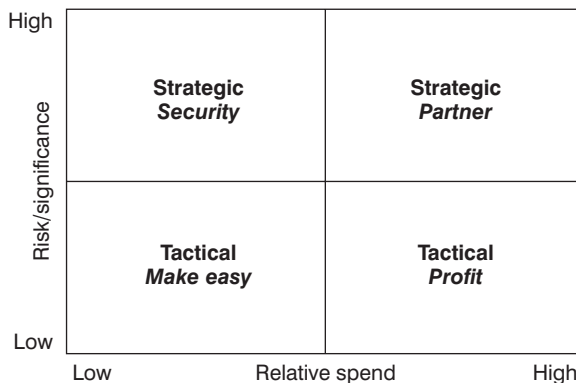 High
Strategic
Security
Strategic
Partner
Risk/significance
Tactical
Make easy
Tactical
Profit
Low
Low
Relative spend
High